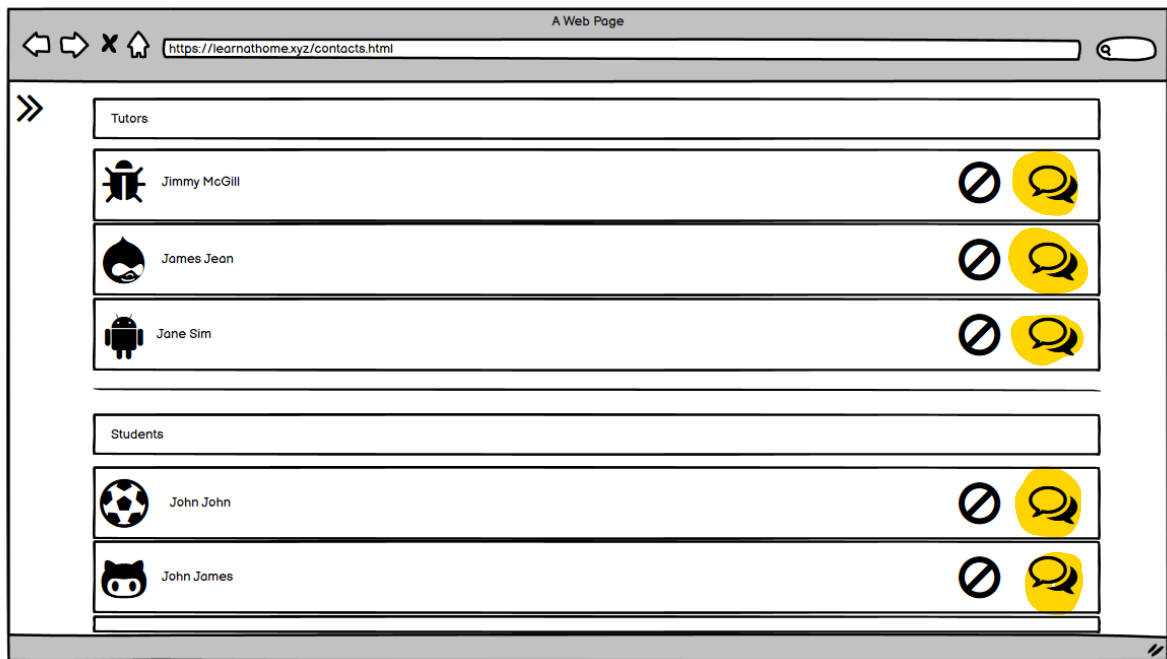 A Web Page
https://learnathome.xyz/contacts.html
Tutors
Jimmy McGill
James Jean
Jane Sim
Students
John John
John James